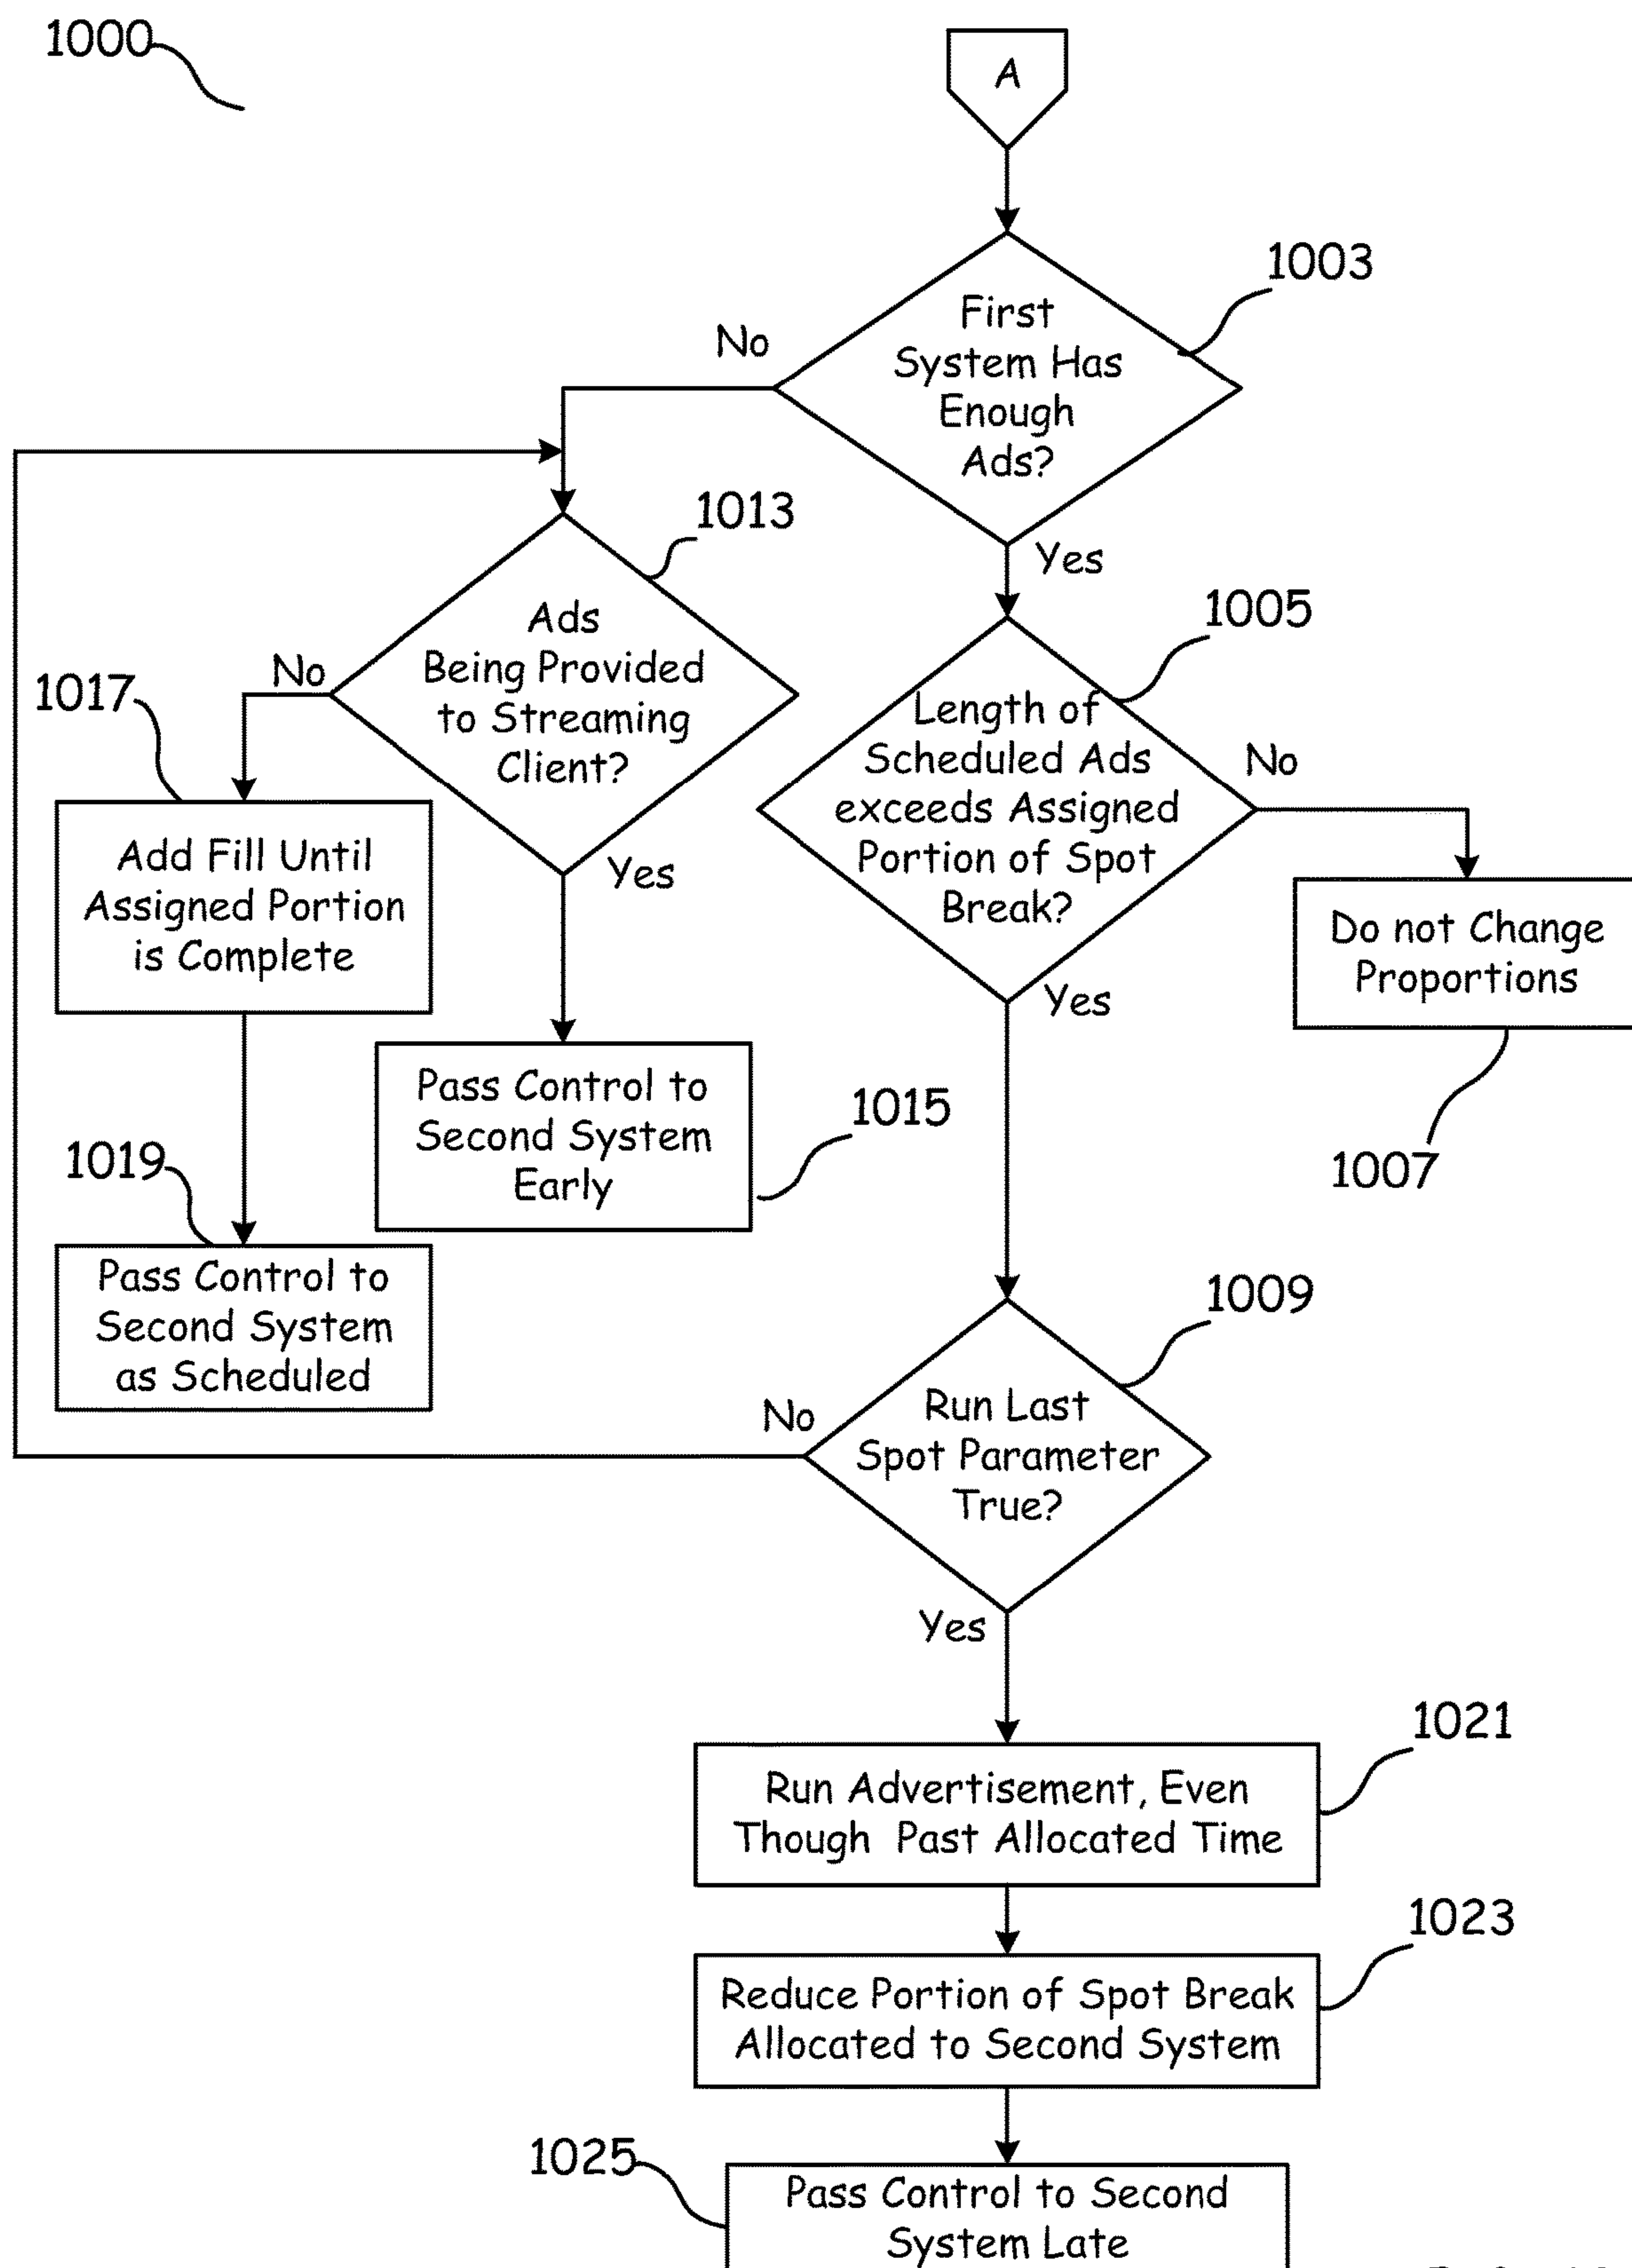 1000
A
1003
First
System Has
Enough
Ads?
No
Yes
1013
Ads
Being Provided
to Streaming
Client?
No
Yes
1005
Length of
Scheduled Ads
exceeds Assigned
Portion of Spot
Break?
No
Yes
1017
Add Fill Until
Assigned Portion
is Complete
Do not Change
Proportions
1007
Pass Control to
Second System
Early
1015
1019
Pass Control to
Second System
as Scheduled
1009
Run Last
Spot Parameter
True?
No
Yes
1021
Run Advertisement, Even
Though Past Allocated Time
1023
Reduce Portion of Spot Break
Allocated to Second System
1025
Pass Control to Second
System Late